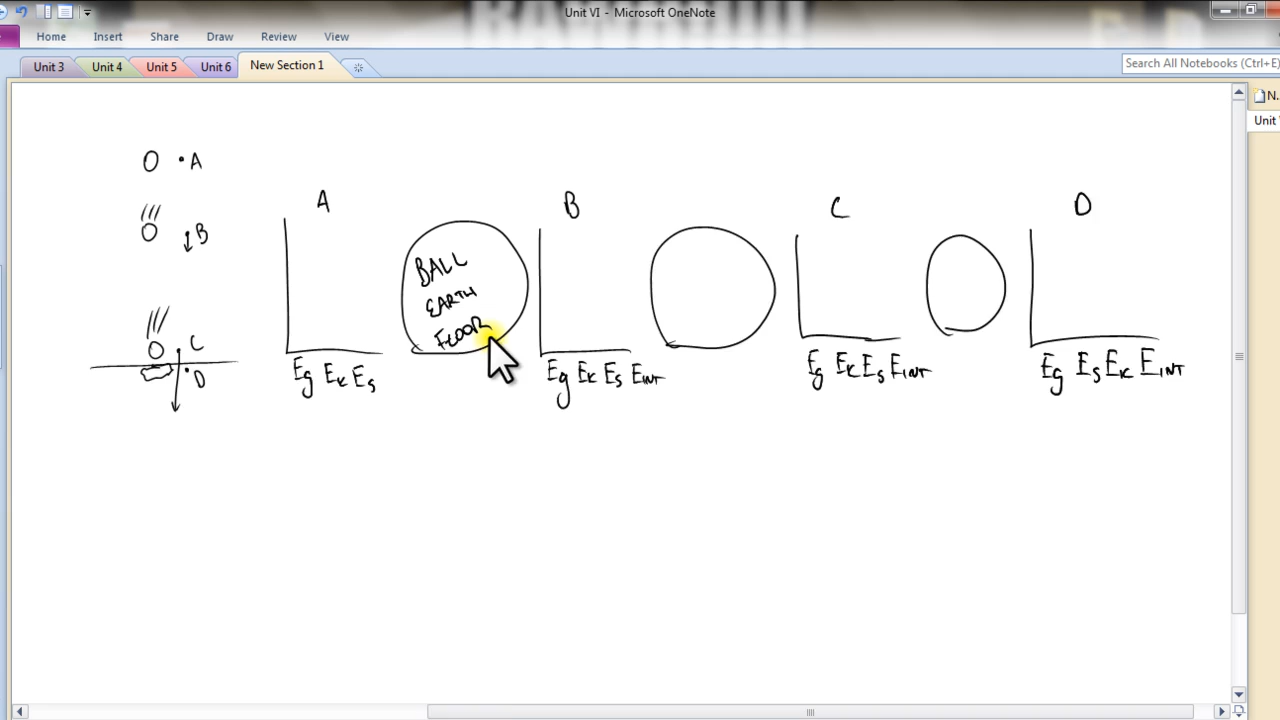 Unit VI - Microsoft OneNote
Home Insert Share Draw Review View
Unit 3 Unit 4 Unit 5 Unit 6 New Section 1
Search All Notebooks (Ctrl+E)
N.
Unit
A
B
C
D
A
BALL
EARTH
FLOOR
Eg Ek Es
B
Eg Ek Es EINT
C
Eg Ek Es EINT
D
Eg Es Ek EINT